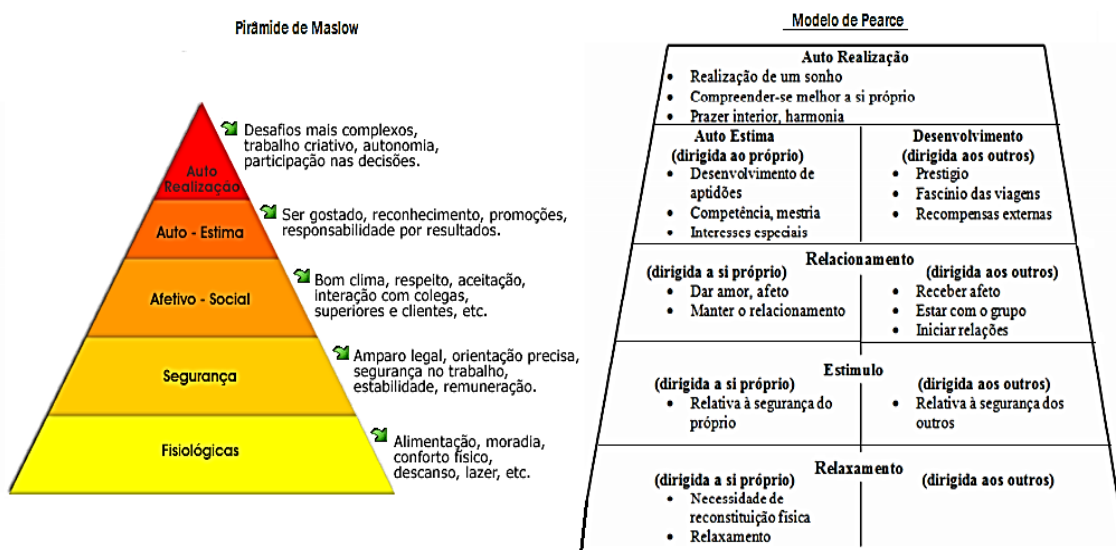 Pirâmide de Maslow
Auto
Realização
Desafios mais complexos,
trabalho criativo, autonomia,
participação nas decisões.
Auto - Estima
Ser gostado, reconhecimento, promoções,
responsabilidade por resultados.
Afetivo - Social
Bom clima, respeito, aceitação,
interação com colegas,
superiores e clientes, etc.
Segurança
Amparo legal, orientação precisa,
segurança no trabalho,
estabilidade, remuneração.
Fisiológicas
Alimentação, moradia,
conforto físico,
descanso, lazer, etc.
Modelo de Pearce
Auto Realização
• Realização de um sonho
• Compreender-se melhor a si próprio
• Prazer interior, harmonia
Auto Estima
(dirigida ao próprio)
• Desenvolvimento de
aptidões
• Competência, mestria
• Interesses especiais
Desenvolvimento
(dirigida aos outros)
• Prestigio
• Fascínio das viagens
• Recompensas externas
Relacionamento
(dirigida a si próprio)
• Dar amor, afeto
• Manter o relacionamento
(dirigida aos outros)
• Receber afeto
• Estar com o grupo
• Iniciar relações
Estimulo
(dirigida a si próprio)
• Relativa à segurança do
próprio
(dirigida aos outros)
• Relativa à segurança dos
outros
Relaxamento
(dirigida a si próprio)
• Necessidade de
reconstituição física
• Relaxamento
(dirigida aos outros)